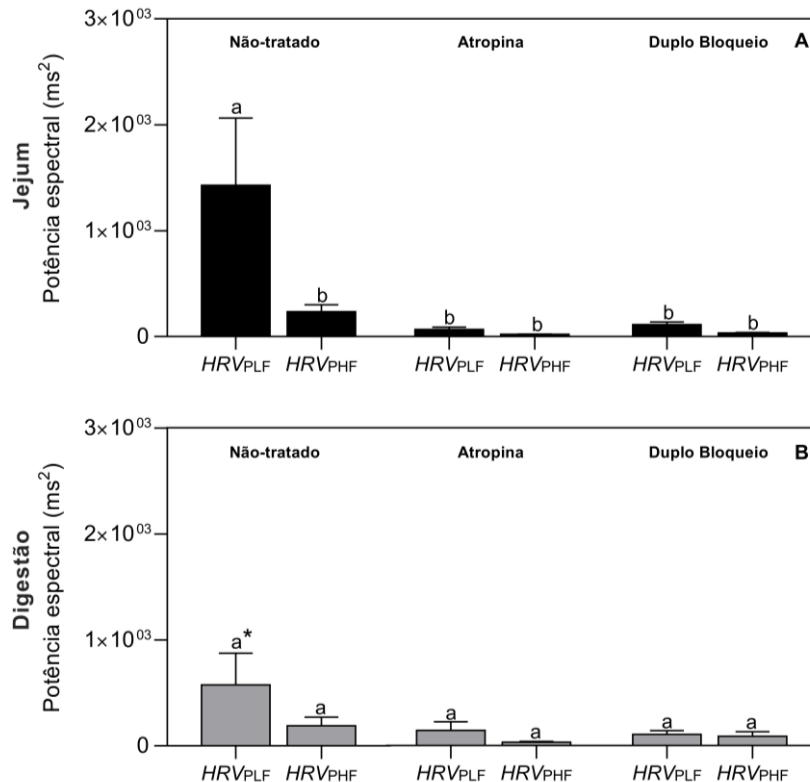 Jejum
Potência espectral (ms²)
3×10⁰³
2×10⁰³
1×10⁰³
0
Não-tratado Atropina Duplo Bloqueio A
a b b b b b
HRVPLF HRVPHF HRVPLF HRVPHF HRVPLF HRVPHF
Digestão
Potência espectral (ms²)
3×10⁰³
2×10⁰³
1×10⁰³
0
Não-tratado Atropina Duplo Bloqueio B
a* a a a a a
HRVPLF HRVPHF HRVPLF HRVPHF HRVPLF HRVPHF